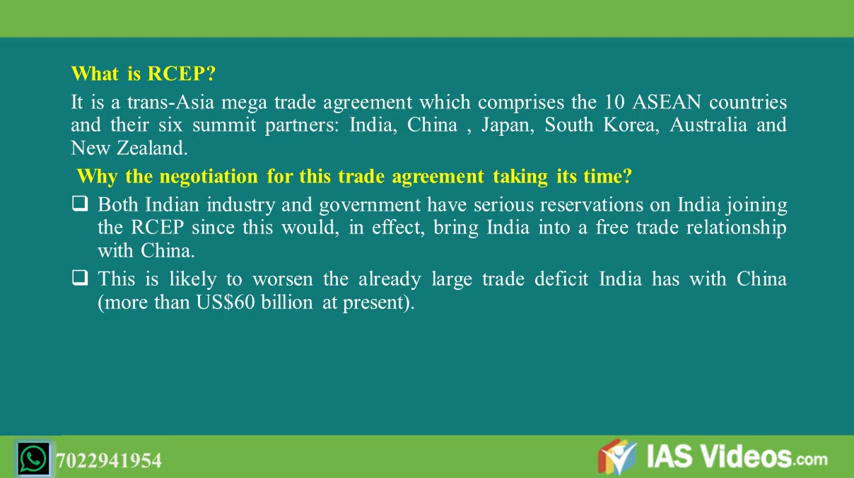 What is RCEP?
It is a trans-Asia mega trade agreement which comprises the 10 ASEAN countries
and their six summit partners: India, China , Japan, South Korea, Australia and
New Zealand.
Why the negotiation for this trade agreement taking its time?
❑ Both Indian industry and government have serious reservations on India joining
the RCEP since this would, in effect, bring India into a free trade relationship
with China.
❑ This is likely to worsen the already large trade deficit India has with China
(more than US$60 billion at present).
7022941954
IAS Videos.com